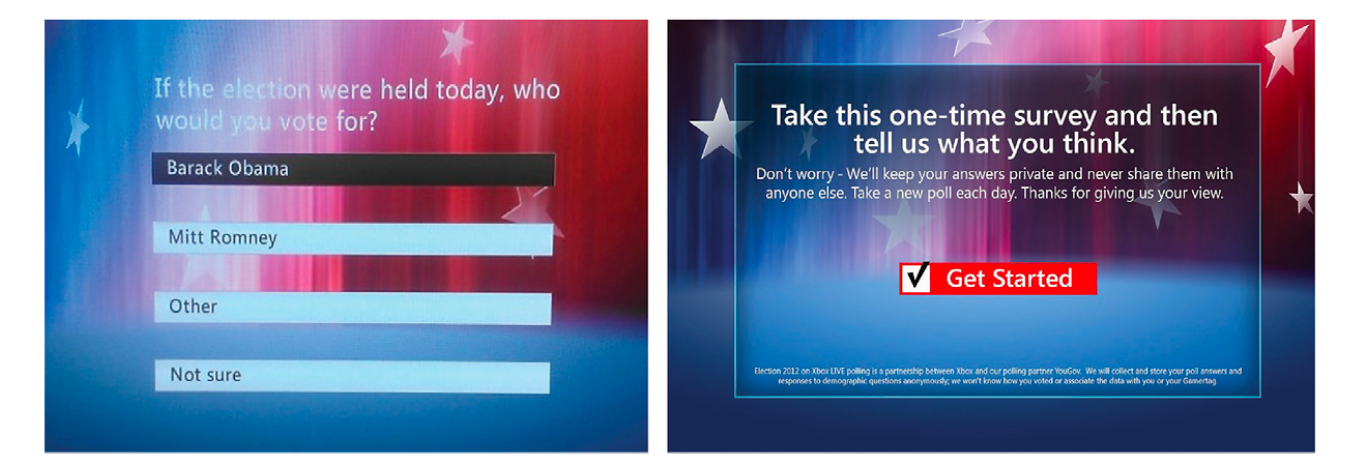 If the election were held today, who
would you vote for?
Barack Obama
Mitt Romney
Other
Not sure
Take this one-time survey and then
tell us what you think.
Don't worry - We'll keep your answers private and never share them with
anyone else. Take a new poll each day. Thanks for giving us your view.
Get Started
Election 2012 on Xbox LIVE polling is a partnership between Xbox and our polling partner YouGov. We will collect and store your poll answers and
responses to demographic questions anonymously; we won't know how you voted or associate the data with you or your Gamertag.